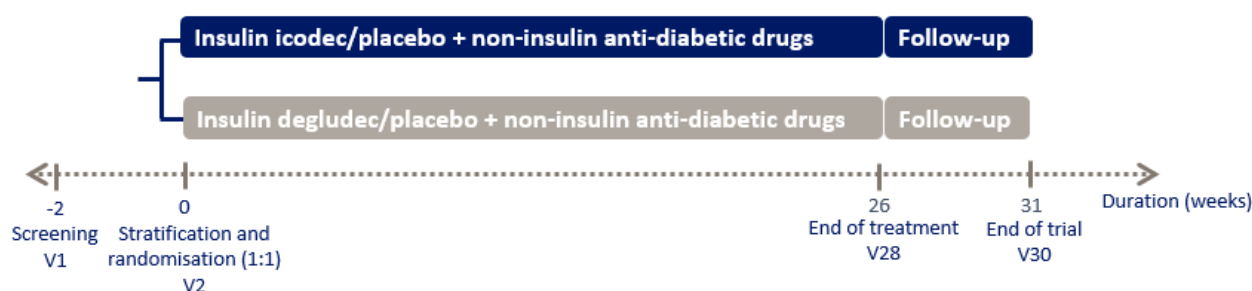 Insulin icodec/placebo + non-insulin anti-diabetic drugs Follow-up
Insulin degludec/placebo + non-insulin anti-diabetic drugs Follow-up
-2 0 26 31 Duration (weeks)
Screening Stratification and End of treatment End of trial
V1 randomisation (1:1) V28 V30
V2